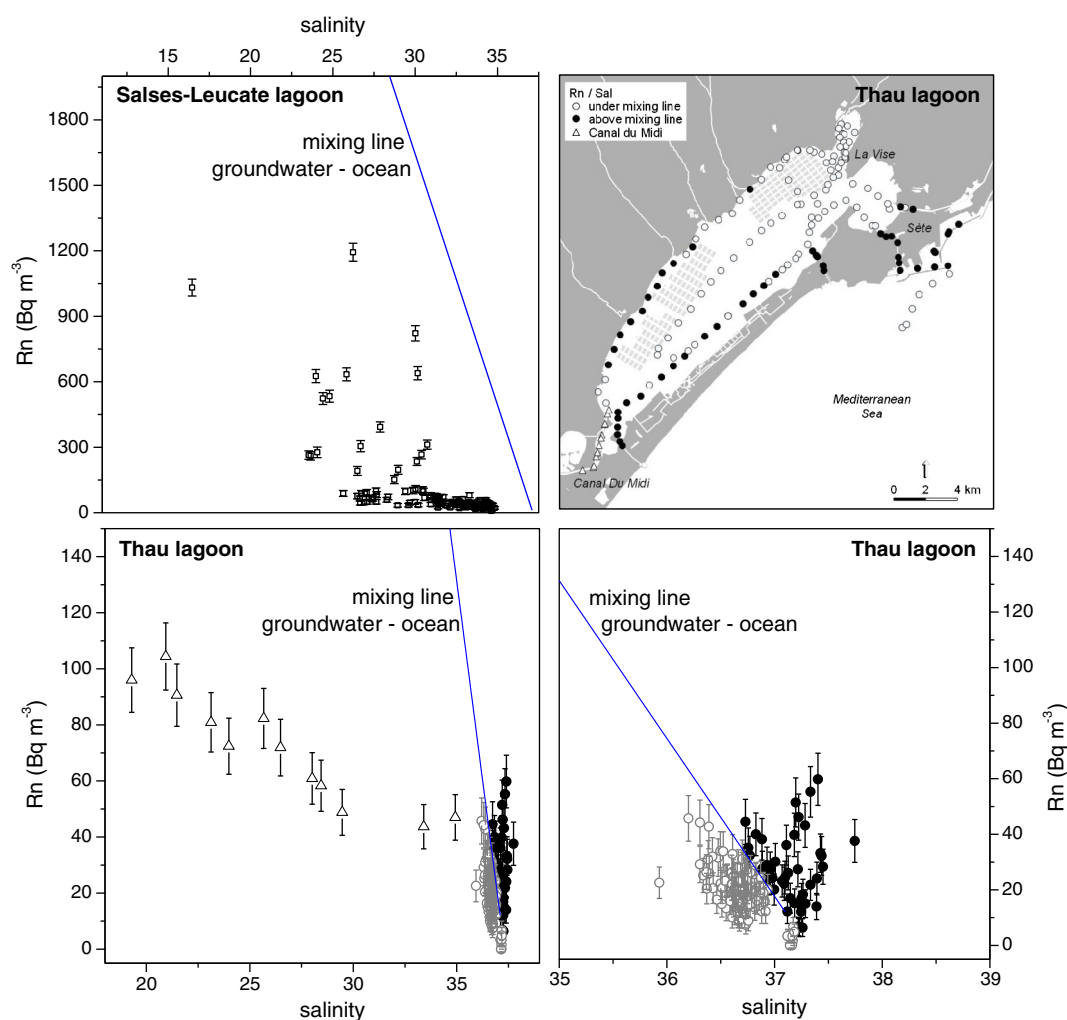 salinity
15 20 25 30 35
Salses-Leucate lagoon
mixing line
groundwater - ocean
1800
1500
1200
900
600
300
0
Rn (Bq m-3)
Thau lagoon
Rn / Sal
under mixing line
above mixing line
Canal du Midi
La Vise
Sète
Mediterranean
Sea
Canal Du Midi
0 2 4 km
Thau lagoon
mixing line
groundwater - ocean
140
120
100
80
60
40
20
0
Rn (Bq m-3)
20 25 30 35
salinity
Thau lagoon
mixing line
groundwater - ocean
140
120
100
80
60
40
20
0
Rn (Bq m-3)
35 36 37 38 39
salinity